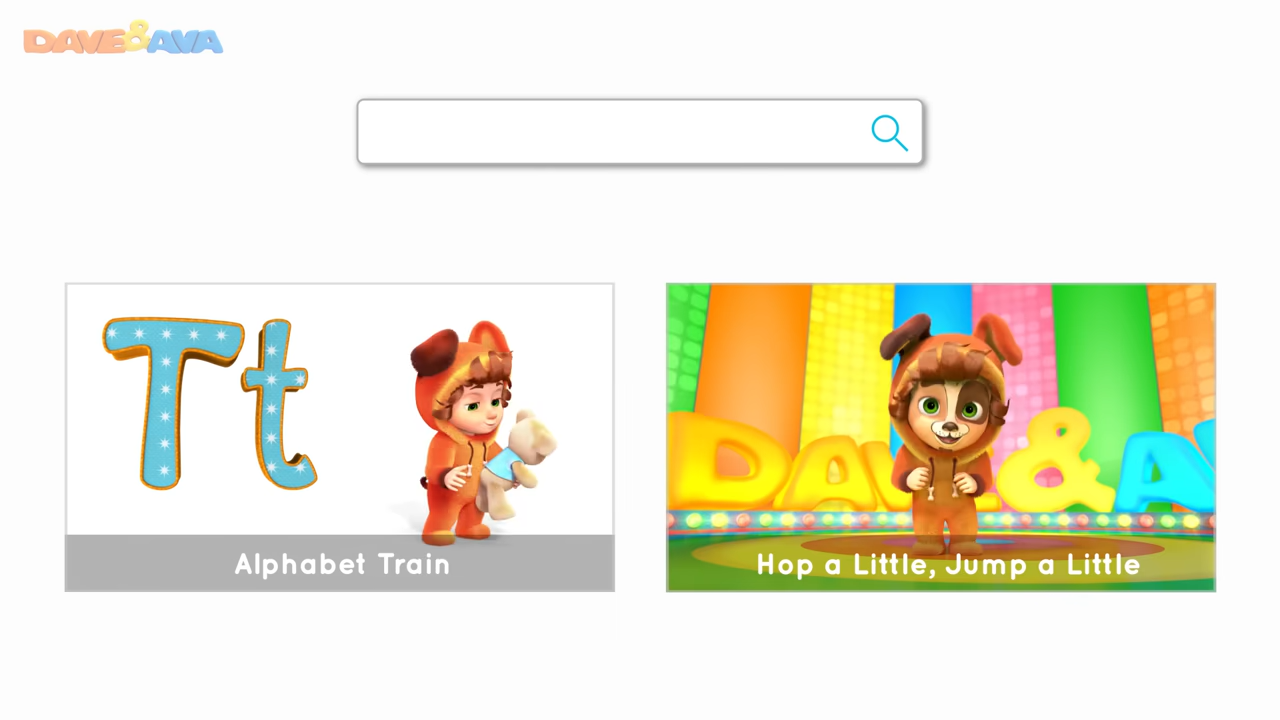 DAVE&AVA
Tt
Alphabet Train
DAVE & AV
Hop a Little, Jump a Little